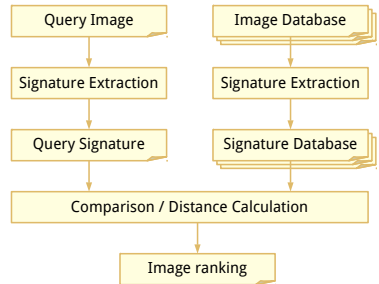 Query Image
Image Database
Signature Extraction
Signature Extraction
Query Signature
Signature Database
Comparison / Distance Calculation
Image ranking